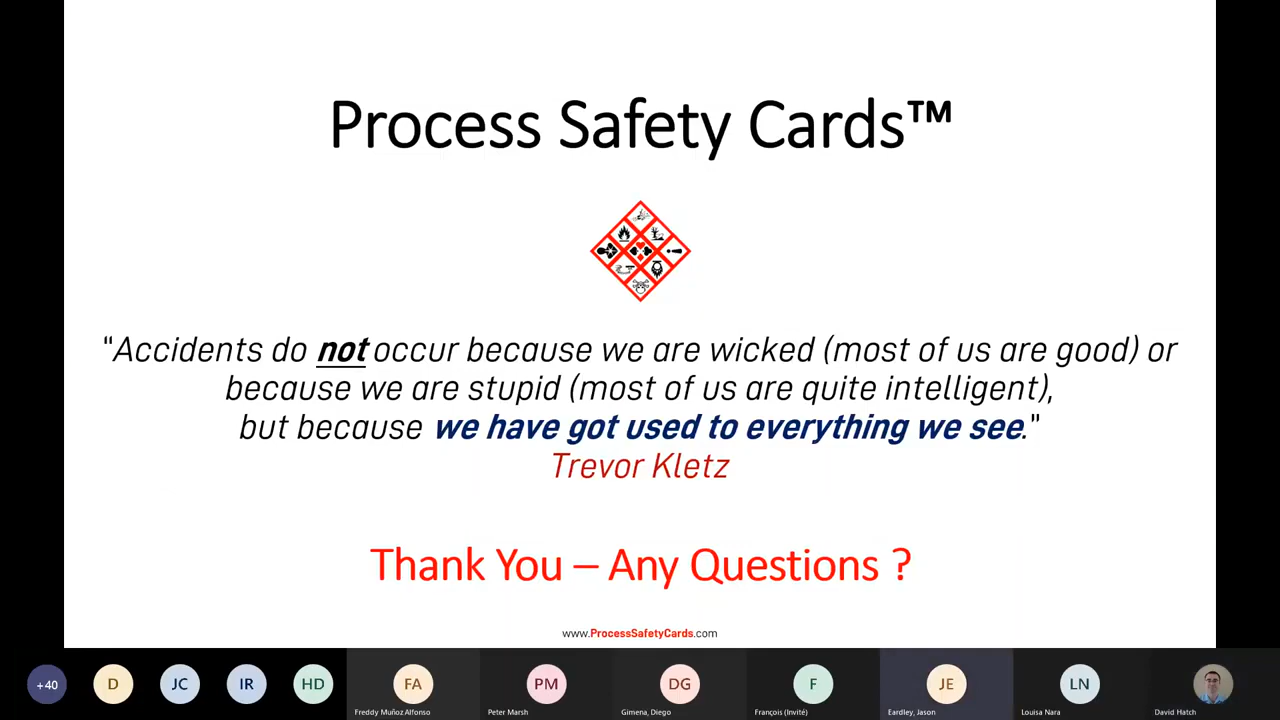 Process Safety Cards™
"Accidents do not occur because we are wicked (most of us are good) or
because we are stupid (most of us are quite intelligent),
but because we have got used to everything we see."
Trevor Kletz
Thank You – Any Questions ?
www.ProcessSafetyCards.com
+40
D
JC
IR
HD
FA
PM
DG
F
JE
LN
Freddy Muñoz Alfonso
Peter Marsh
Gimena, Diego
François (Invité)
Eardley, Jason
Louisa Nara
David Hatch